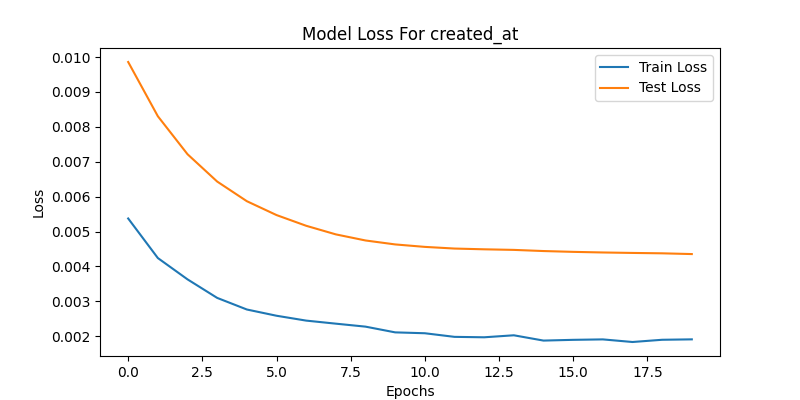 Model Loss For created_at
Train Loss
Test Loss
0.010
0.009
0.008
0.007
0.006
0.005
0.004
0.003
0.002
Loss
0.0 2.5 5.0 7.5 10.0 12.5 15.0 17.5
Epochs